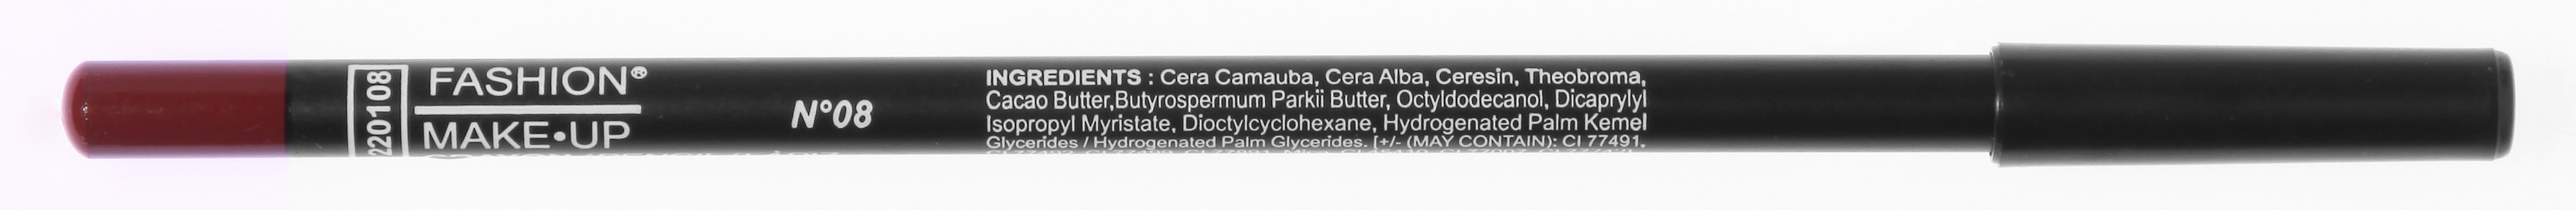 220108
FASHION®
MAKE•UP
N°08
INGREDIENTS : Cera Camauba, Cera Alba, Ceresin, Theobroma,
Cacao Butter,Butyrospermum Parkii Butter, Octyldodecanol, Dicaprylyl
Isopropyl Myristate, Dioctylcyclohexane, Hydrogenated Palm Kemel
Glycerides / Hydrogenated Palm Glycerides. [+/- (MAY CONTAIN): CI 77491,